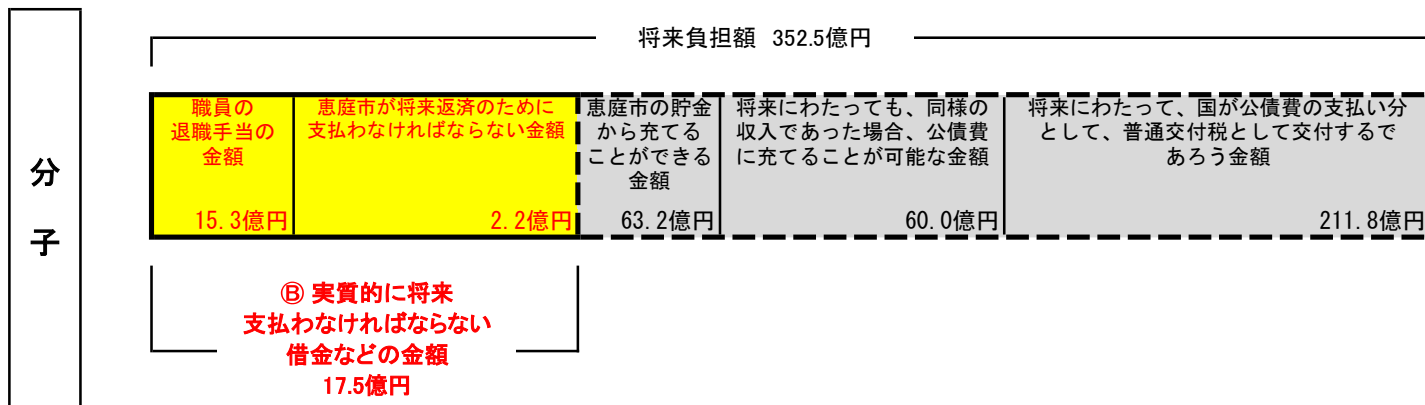 分
子
将来負担額 352.5億円
職員の
退職手当の
金額
15.3億円
恵庭市が将来返済のために
支払わなければならない金額
2.2億円
恵庭市の貯金
から充てる
ことができる
金額
63.2億円
将来にわたっても、同様の
収入であった場合、公債費
に充てることが可能な金額
60.0億円
将来にわたって、国が公債費の支払い分
として、普通交付税として交付するで
あろう金額
211.8億円
Ⓑ 実質的に将来
支払わなければならない
借金などの金額
17.5億円